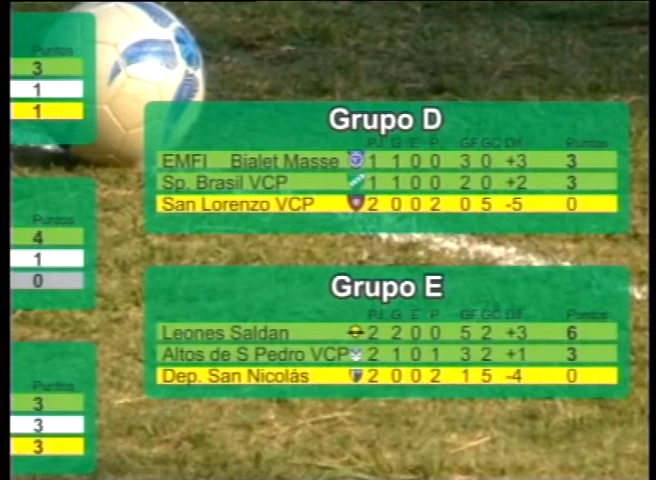 Puntos
3
1
1
Puntos
4
1
0
Puntos
3
3
3
Grupo D
PJ G E P GF GC Dif Puntos
EMFI Bialet Masse 1 1 0 0 3 0 +3 3
Sp. Brasil VCP 1 1 0 0 2 0 +2 3
San Lorenzo VCP 2 0 0 2 0 5 -5 0
Grupo E
PJ G E P GF GC Dif Puntos
Leones Saldan 2 2 0 0 5 2 +3 6
Altos de S Pedro VCP 2 1 0 1 3 2 +1 3
Dep. San Nicolás 2 0 0 2 1 5 -4 0